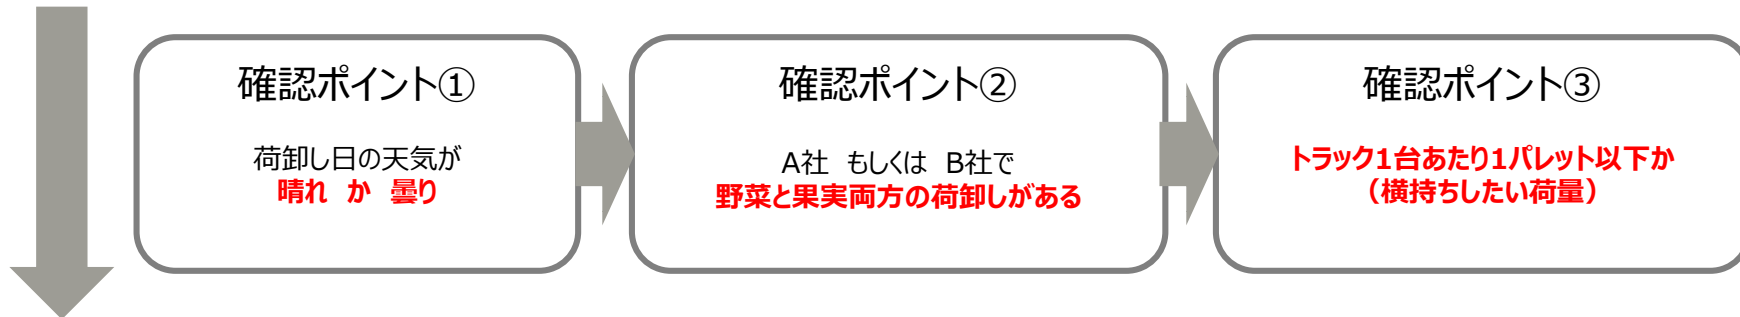 確認ポイント①
荷卸し日の天気が
晴れ か 曇り
確認ポイント②
A社 もしくは B社で
野菜と果実両方の荷卸しがある
確認ポイント③
トラック1台あたり1パレット以下か
（横持ちしたい荷量）